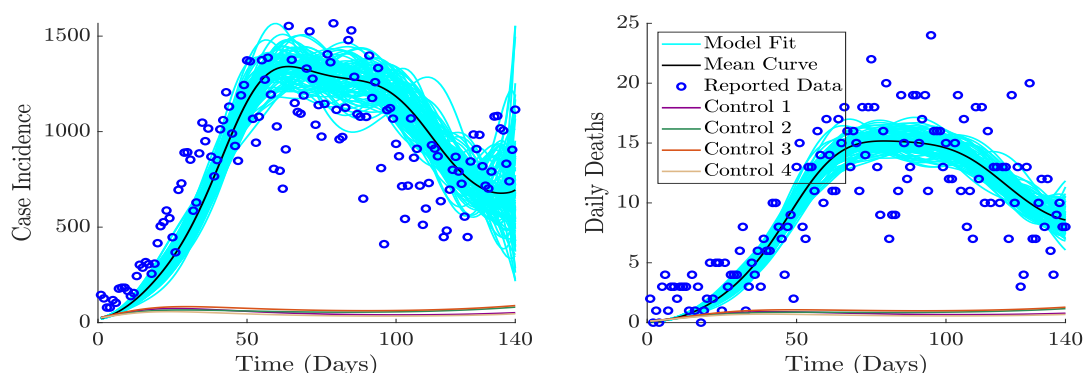 1500
1000
500
0
Case Incidence
1
50
100
140
Time (Days)
25
20
15
10
5
0
Daily Deaths
1
50
100
140
Time (Days)
Model Fit
Mean Curve
Reported Data
Control 1
Control 2
Control 3
Control 4